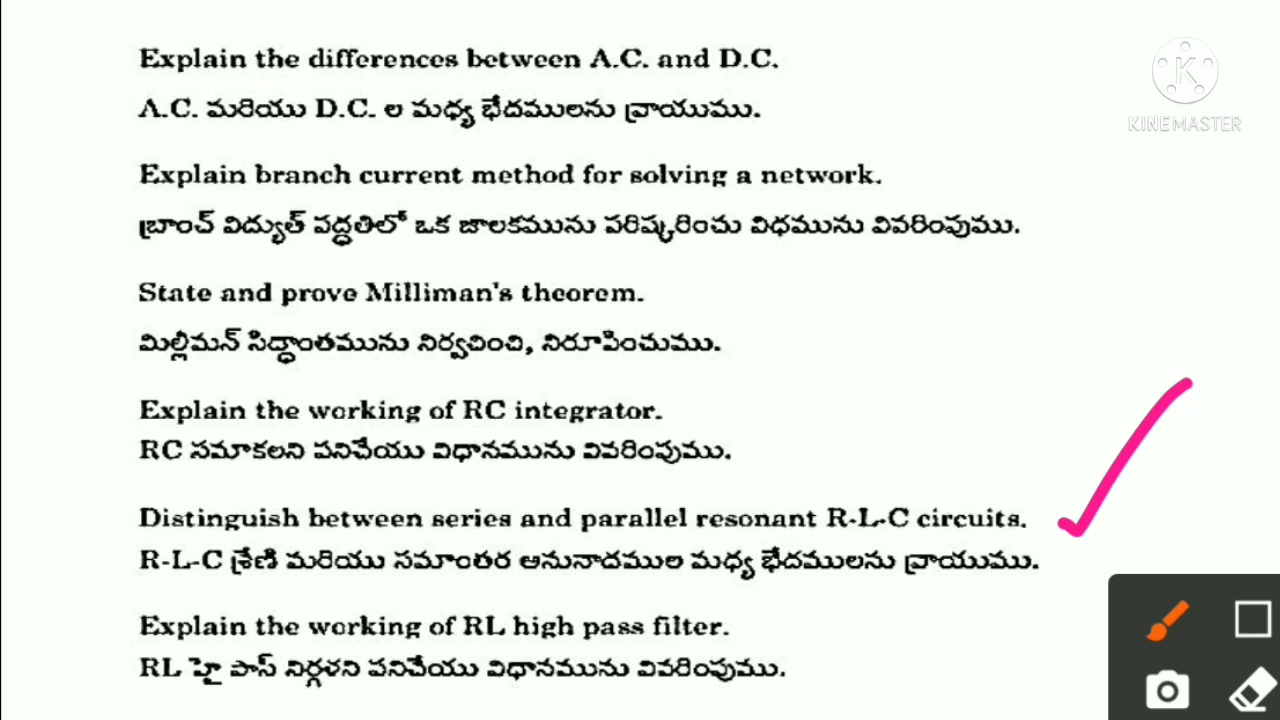 Explain the differences between A.C. and D.C.
A.C. మరియు D.C. ల మధ్య భేదములను వ్రాయుము.
Explain branch current method for solving a network.
బ్రాంచ్ విద్యుత్ పద్ధతిలో ఒక జాలకమును పరిష్కరించు విధమును వివరింపుము.
State and prove Milliman's theorem.
మిల్లీమన్ సిద్ధాంతమును నిర్వచించి, నిరూపించుము.
Explain the working of RC integrator.
RC సమాకలని పనిచేయు విధానమును వివరింపుము.
Distinguish between series and parallel resonant R-L-C circuits.
R-L-C శ్రేణి మరియు సమాంతర అనునాదముల మధ్య భేదములను వ్రాయుము.
Explain the working of RL high pass filter.
RL హై పాస్ నిర్గళని పనిచేయు విధానమును వివరింపుము.
K
KINEMASTER